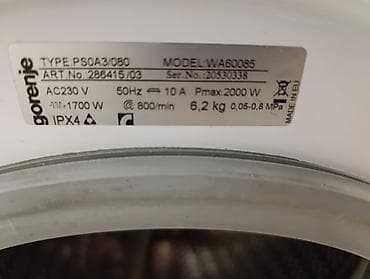 gorenje
TYPE.PS0A3/080 MODEL.WA60085
ART.No.:286415/03 Ser.No.:20530338
AC230 V 50Hz 10 A Pmax.2000 W
1700 W @ 800/min 6,2 kg 0,05-0,8 MPa
IPX4
MADE IN EU